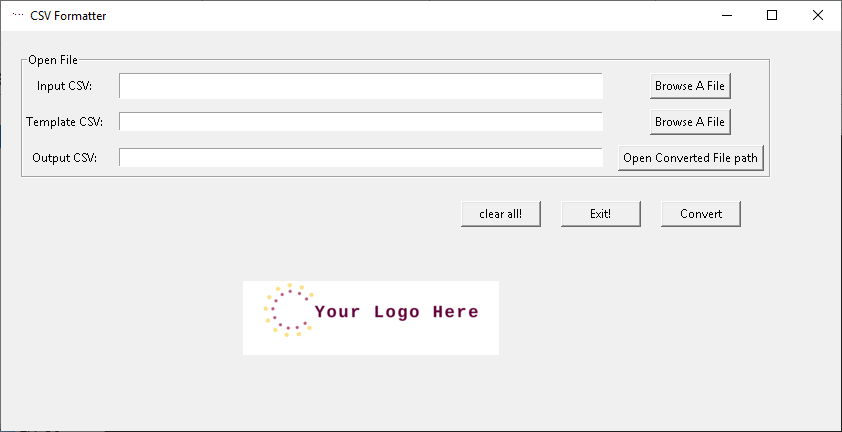 CSV Formatter
Open File
Input CSV:
Browse A File
Template CSV:
Browse A File
Output CSV:
Open Converted File path
clear all!
Exit!
Convert
Your Logo Here